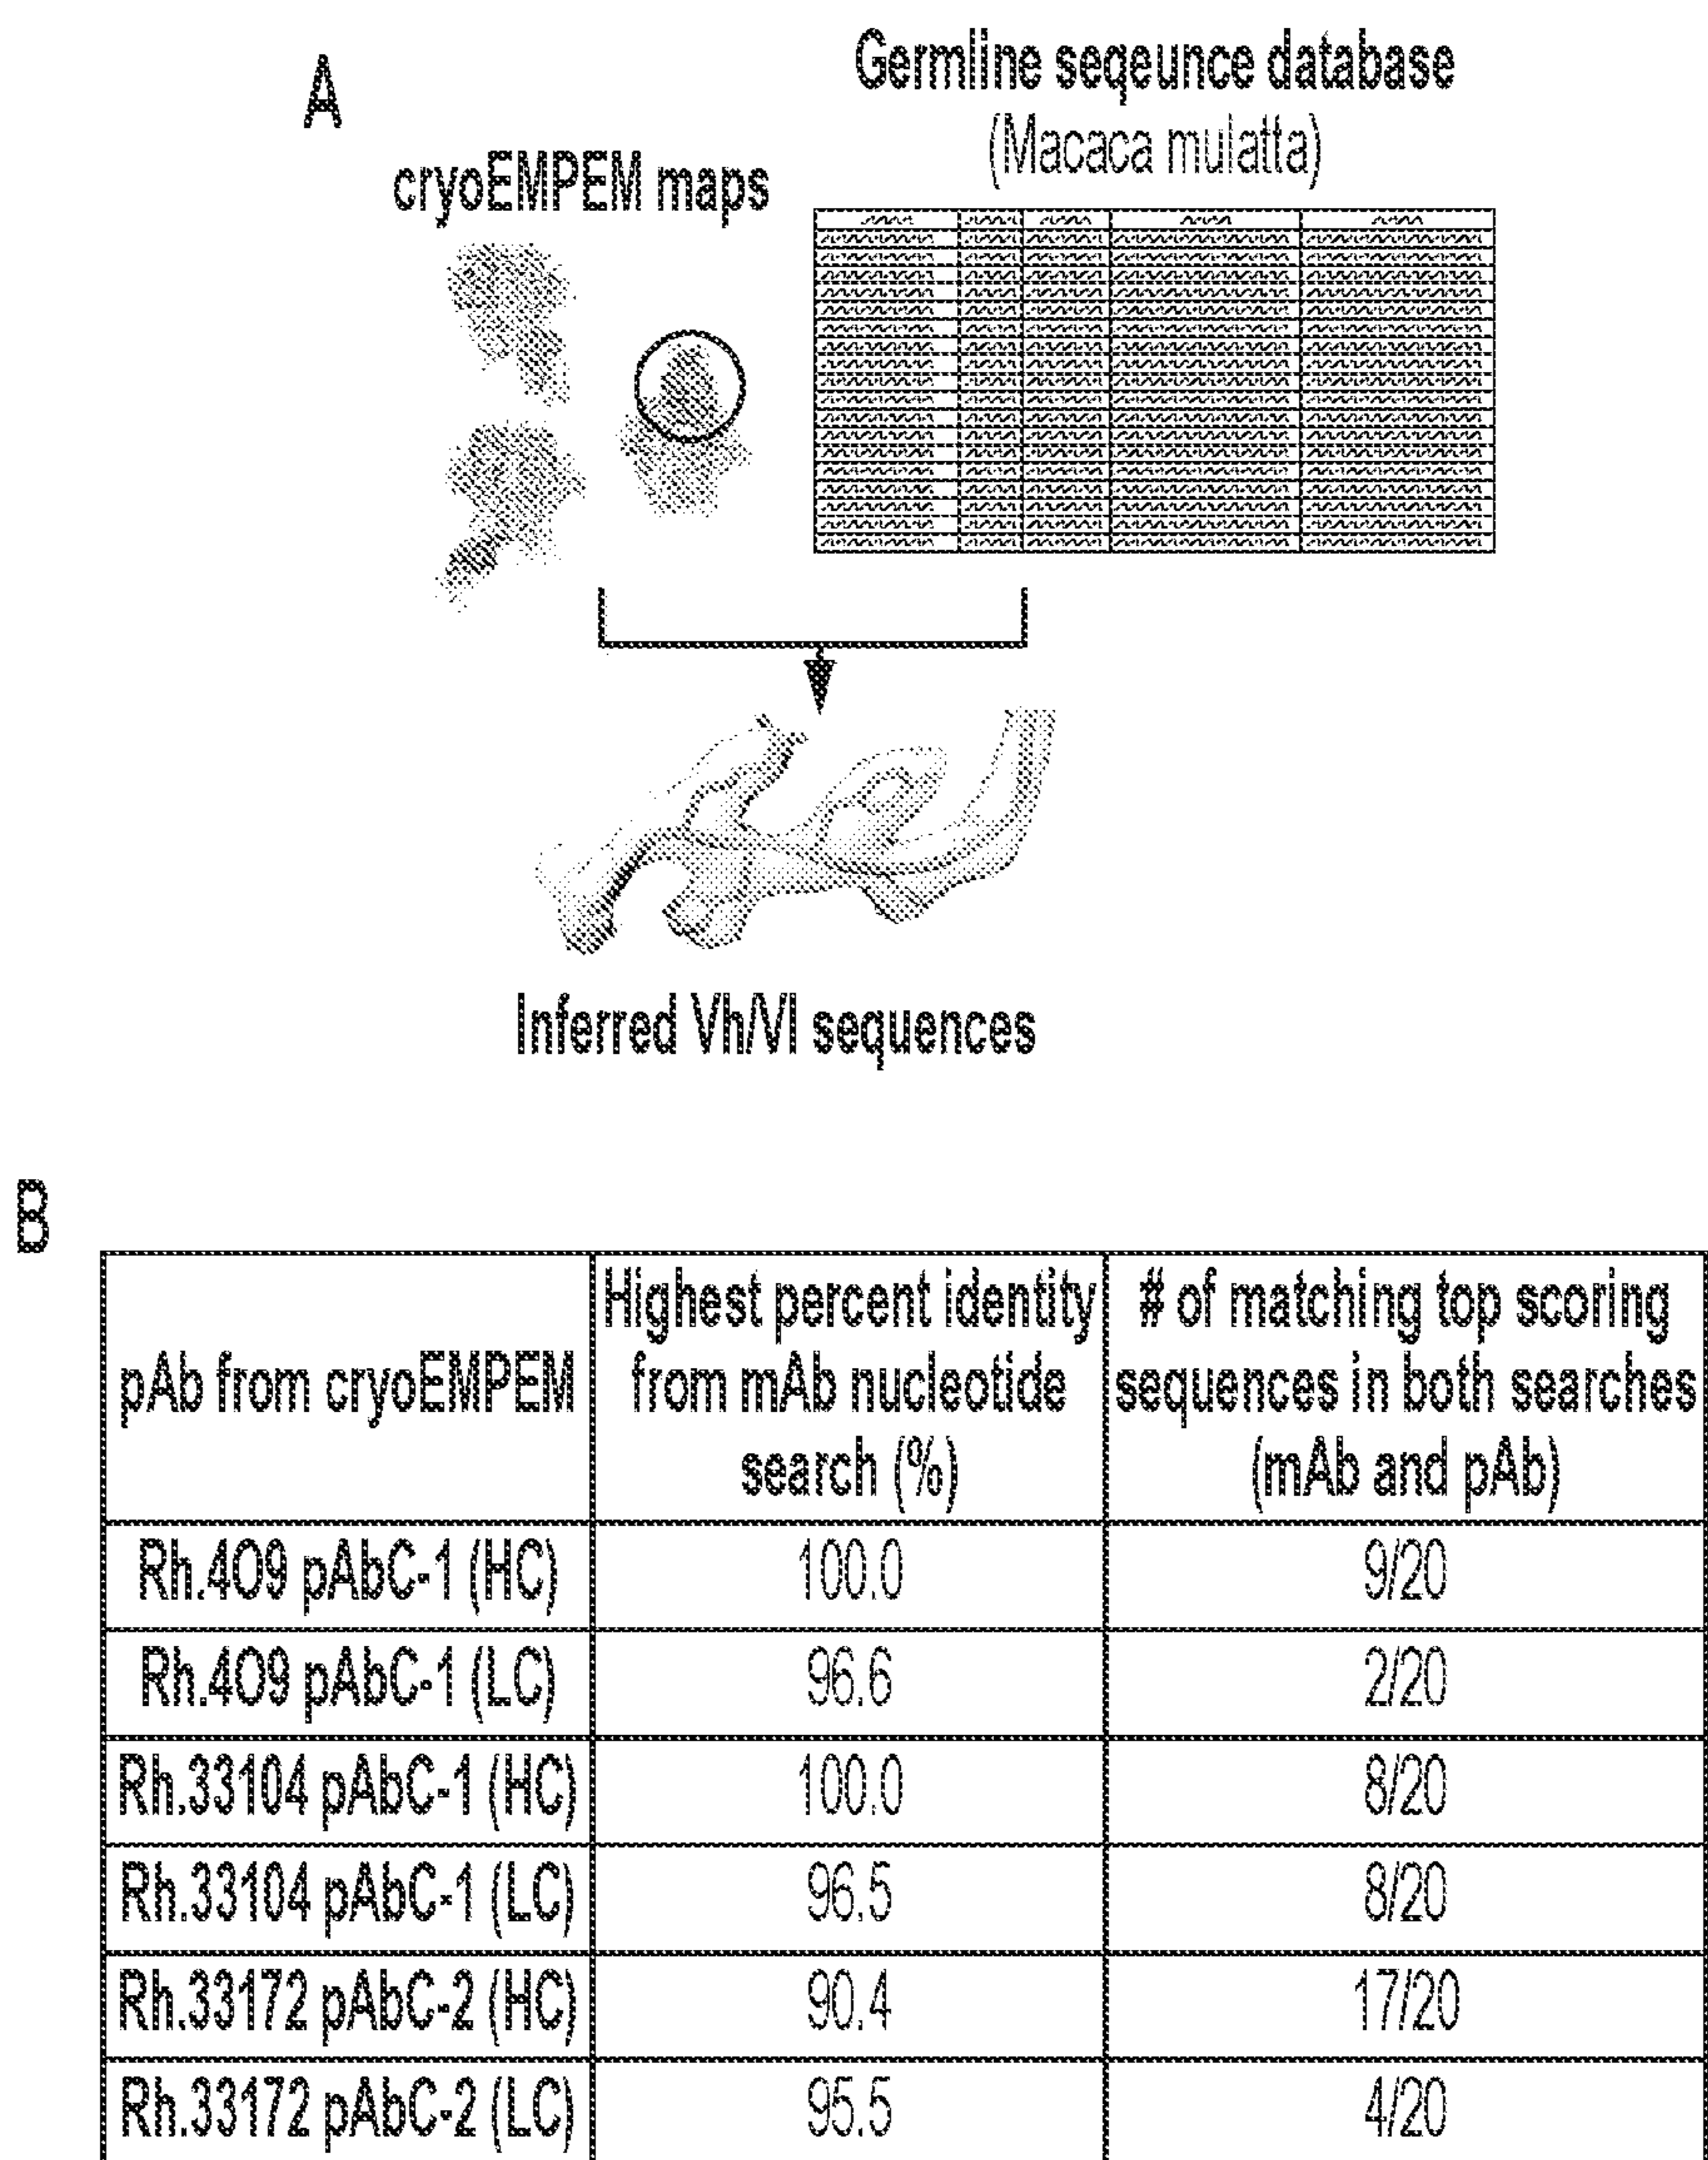 A
Germline seqeunce database
(Macaca mulatta)
cryoEMPEM maps
Inferred Vh/Vl sequences
B
pAb from cryoEMPEM
Highest percent identity
from mAb nucleotide
search (%)
# of matching top scoring
sequences in both searches
(mAb and pAb)
Rh.4O9 pAbC-1 (HC) 100.0 9/20
Rh.4O9 pAbC-1 (LC) 96.6 2/20
Rh.33104 pAbC-1 (HC) 100.0 8/20
Rh.33104 pAbC-1 (LC) 96.5 8/20
Rh.33172 pAbC-2 (HC) 90.4 17/20
Rh.33172 pAbC-2 (LC) 95.5 4/20